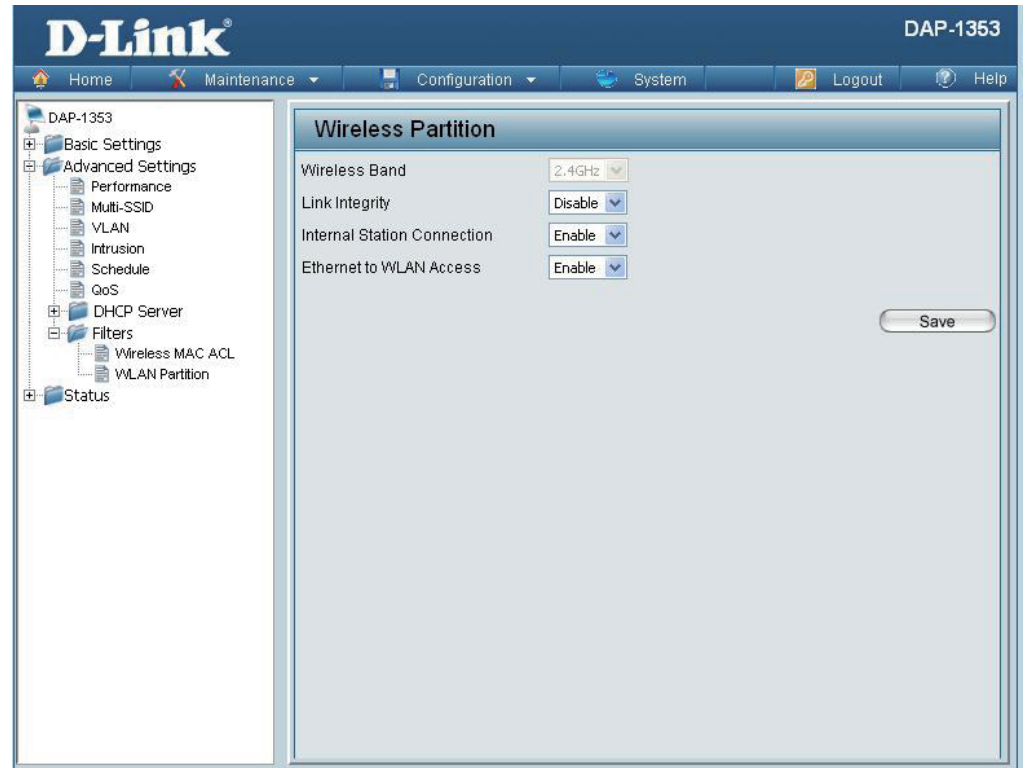 D-Link®
DAP-1353
Home Maintenance Configuration System Logout Help
DAP-1353
Basic Settings
Advanced Settings
Performance
Multi-SSID
VLAN
Intrusion
Schedule
QoS
DHCP Server
Filters
Wireless MAC ACL
WLAN Partition
Status
Wireless Partition
Wireless Band 2.4GHz
Link Integrity Disable
Internal Station Connection Enable
Ethernet to WLAN Access Enable
Save